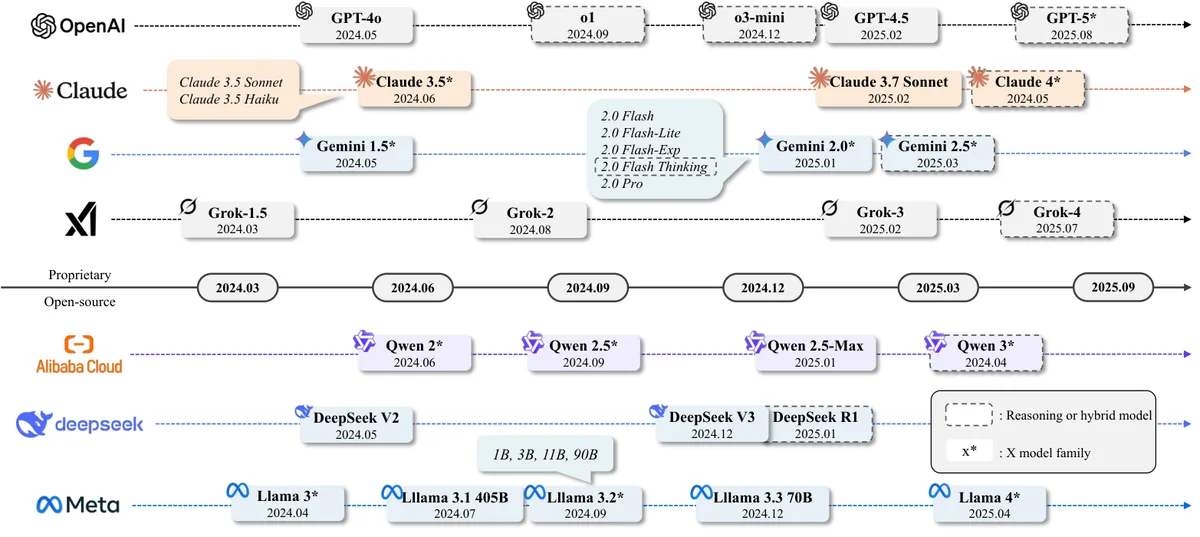 OpenAI
GPT-4o
2024.05
o1
2024.09
o3-mini
2024.12
GPT-4.5
2025.02
GPT-5*
2025.08
Claude
Claude 3.5 Sonnet
Claude 3.5 Haiku
Claude 3.5*
2024.06
Claude 3.7 Sonnet
2025.02
Claude 4*
2024.05
Gemini 1.5*
2024.05
2.0 Flash
2.0 Flash-Lite
2.0 Flash-Exp
2.0 Flash Thinking
2.0 Pro
Gemini 2.0*
2025.01
Gemini 2.5*
2025.03
xI
Grok-1.5
2024.03
Grok-2
2024.08
Grok-3
2025.02
Grok-4
2025.07
Proprietary
Open-source
2024.03
2024.06
2024.09
2024.12
2025.03
2025.09
Alibaba Cloud
Qwen 2*
2024.06
Qwen 2.5*
2024.09
Qwen 2.5-Max
2025.01
Qwen 3*
2024.04
deepseek
DeepSeek V2
2024.05
DeepSeek V3
2024.12
DeepSeek R1
2025.01
: Reasoning or hybrid model
x*
: X model family
1B, 3B, 11B, 90B
Meta
Llama 3*
2024.04
Lllama 3.1 405B
2024.07
Lllama 3.2*
2024.09
Lllama 3.3 70B
2024.12
Llama 4*
2025.04